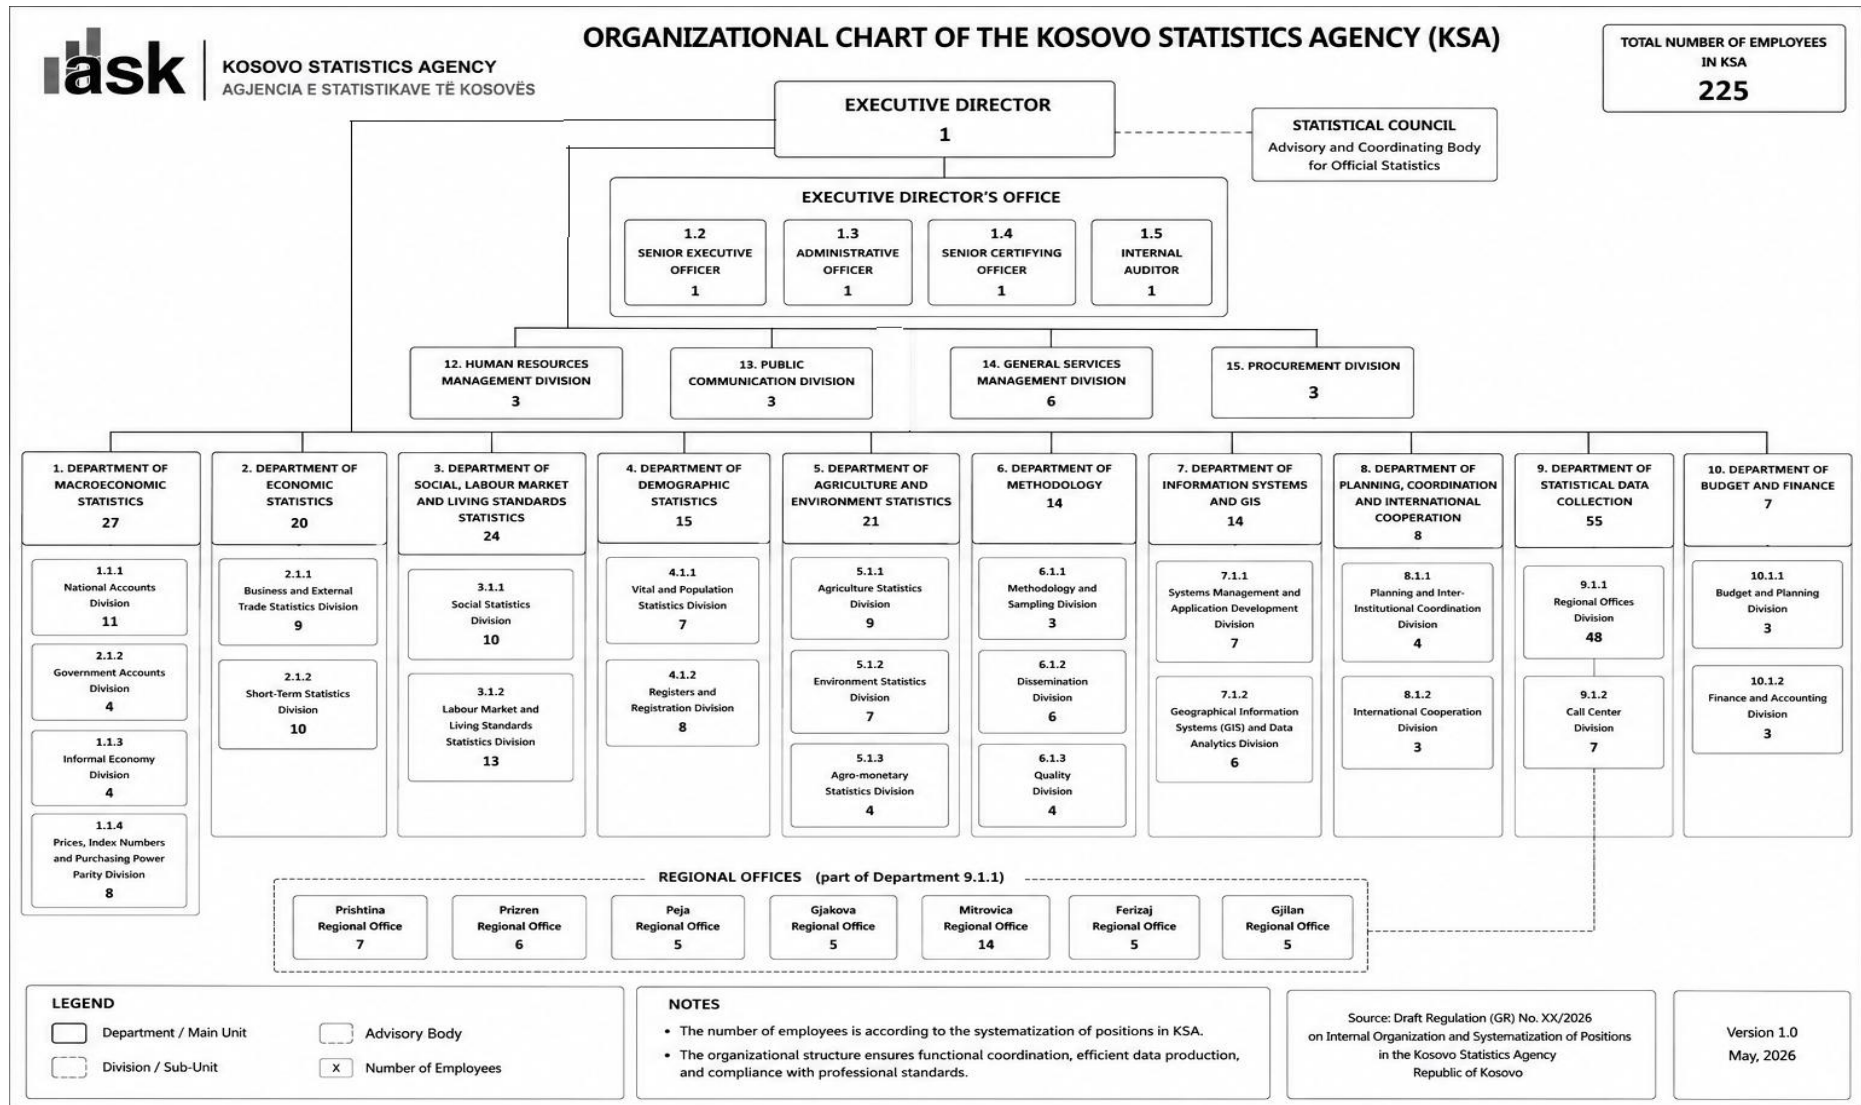 ORGANIZATIONAL CHART OF THE KOSOVO STATISTICS AGENCY (KSA)
ask
KOSOVO STATISTICS AGENCY
AGJENCIA E STATISTIKAVE TË KOSOVËS
TOTAL NUMBER OF EMPLOYEES
IN KSA
225
EXECUTIVE DIRECTOR
1
STATISTICAL COUNCIL
Advisory and Coordinating Body
for Official Statistics
EXECUTIVE DIRECTOR'S OFFICE
1.2
SENIOR EXECUTIVE
OFFICER
1
1.3
ADMINISTRATIVE
OFFICER
1
1.4
SENIOR CERTIFYING
OFFICER
1
1.5
INTERNAL
AUDITOR
1
12. HUMAN RESOURCES
MANAGEMENT DIVISION
3
13. PUBLIC
COMMUNICATION DIVISION
3
14. GENERAL SERVICES
MANAGEMENT DIVISION
6
15. PROCUREMENT DIVISION
3
1. DEPARTMENT OF
MACROECONOMIC
STATISTICS
27
1.1.1
National Accounts
Division
11
2.1.2
Government Accounts
Division
4
1.1.3
Informal Economy
Division
4
1.1.4
Prices, Index Numbers
and Purchasing Power
Parity Division
8
2. DEPARTMENT OF
ECONOMIC
STATISTICS
20
2.1.1
Business and External
Trade Statistics Division
9
2.1.2
Short-Term Statistics
Division
10
3. DEPARTMENT OF
SOCIAL, LABOUR MARKET
AND LIVING STANDARDS
STATISTICS
24
3.1.1
Social Statistics
Division
10
3.1.2
Labour Market and
Living Standards
Statistics Division
13
4. DEPARTMENT OF
DEMOGRAPHIC
STATISTICS
15
4.1.1
Vital and Population
Statistics Division
7
4.1.2
Registers and
Registration Division
8
5. DEPARTMENT OF
AGRICULTURE AND
ENVIRONMENT STATISTICS
21
5.1.1
Agriculture Statistics
Division
9
5.1.2
Environment Statistics
Division
7
5.1.3
Agro-monetary
Statistics Division
4
6. DEPARTMENT OF
METHODOLOGY
14
6.1.1
Methodology and
Sampling Division
3
6.1.2
Dissemination
Division
6
6.1.3
Quality
Division
4
7. DEPARTMENT OF
INFORMATION SYSTEMS
AND GIS
14
7.1.1
Systems Management and
Application Development
Division
7
7.1.2
Geographical Information
Systems (GIS) and Data
Analytics Division
6
8. DEPARTMENT OF
PLANNING, COORDINATION
AND INTERNATIONAL
COOPERATION
8
8.1.1
Planning and Inter-
Institutional Coordination
Division
4
8.1.2
International Cooperation
Division
3
9. DEPARTMENT OF
STATISTICAL DATA
COLLECTION
55
9.1.1
Regional Offices
Division
48
9.1.2
Call Center
Division
7
10. DEPARTMENT OF
BUDGET AND FINANCE
7
10.1.1
Budget and Planning
Division
3
10.1.2
Finance and Accounting
Division
3
REGIONAL OFFICES (part of Department 9.1.1)
Prishtina
Regional Office
7
Prizren
Regional Office
6
Peja
Regional Office
5
Gjakova
Regional Office
5
Mitrovica
Regional Office
14
Ferizaj
Regional Office
5
Gjilan
Regional Office
5
LEGEND
Department / Main Unit
Advisory Body
Division / Sub-Unit
X Number of Employees
NOTES
• The number of employees is according to the systematization of positions in KSA.
• The organizational structure ensures functional coordination, efficient data production,
and compliance with professional standards.
Source: Draft Regulation (GR) No. XX/2026
on Internal Organization and Systematization of Positions
in the Kosovo Statistics Agency
Republic of Kosovo
Version 1.0
May, 2026